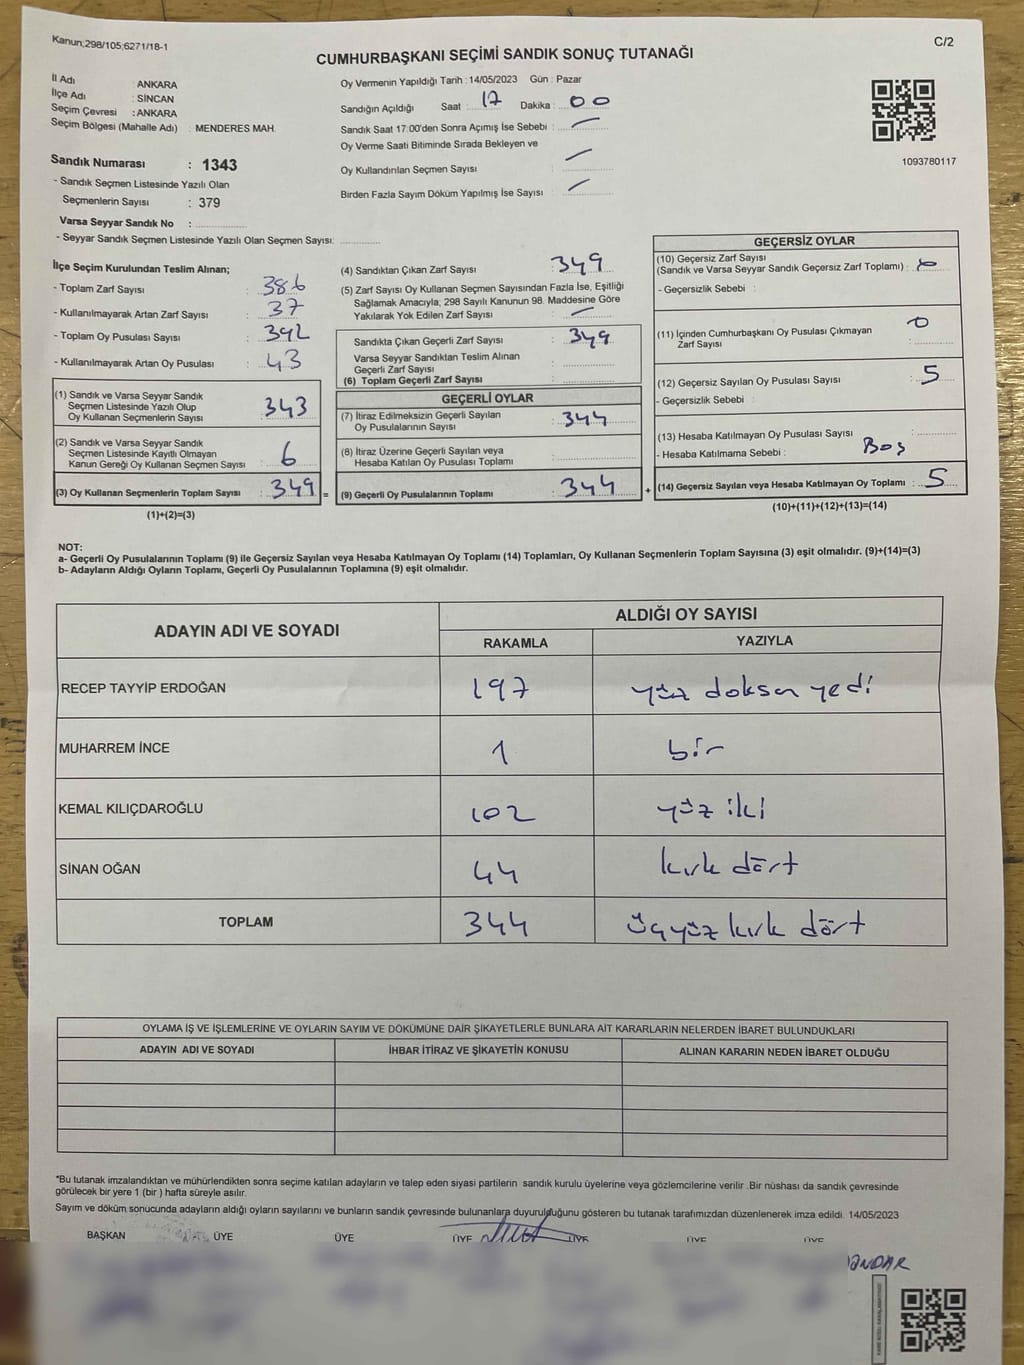 Kanun;298/105;6271/18-1
C/2
CUMHURBAŞKANI SEÇİMİ SANDIK SONUÇ TUTANAĞI
İl Adı : ANKARA
İlçe Adı : SİNCAN
Seçim Çevresi : ANKARA
Seçim Bölgesi (Mahalle Adı) : MENDERES MAH.
Sandık Numarası : 1343
- Sandık Seçmen Listesinde Yazılı Olan
Seçmenlerin Sayısı : 379
Varsa Seyyar Sandık No :
- Seyyar Sandık Seçmen Listesinde Yazılı Olan Seçmen Sayısı:
Oy Vermenin Yapıldığı Tarih : 14/05/2023 Gün : Pazar
Sandığın Açıldığı Saat : 17 Dakika : 00
Sandık Saat 17:00'den Sonra Açımış İse Sebebi : —
Oy Verme Saati Bitiminde Sırada Bekleyen ve
Oy Kullandırılan Seçmen Sayısı : —
Birden Fazla Sayım Döküm Yapılmış İse Sayısı : —
1093780117
İlçe Seçim Kurulundan Teslim Alınan;
- Toplam Zarf Sayısı : 386
- Kullanılmayarak Artan Zarf Sayısı : 37
- Toplam Oy Pusulası Sayısı : 392
- Kullanılmayarak Artan Oy Pusulası : 43
(1) Sandık ve Varsa Seyyar Sandık
Seçmen Listesinde Yazılı Olup
Oy Kullanan Seçmenlerin Sayısı : 343
(2) Sandık ve Varsa Seyyar Sandık
Seçmen Listesinde Kayıtlı Olmayan
Kanun Gereği Oy Kullanan Seçmen Sayısı : 6
(3) Oy Kullanan Seçmenlerin Toplam Sayısı : 349 =
(1)+(2)=(3)
(4) Sandıktan Çıkan Zarf Sayısı : 349
(5) Zarf Sayısı Oy Kullanan Seçmen Sayısından Fazla İse, Eşitliği
Sağlamak Amacıyla; 298 Sayılı Kanunun 98. Maddesine Göre
Yakılarak Yok Edilen Zarf Sayısı : —
Sandıkta Çıkan Geçerli Zarf Sayısı : 349
Varsa Seyyar Sandıktan Teslim Alınan
Geçerli Zarf Sayısı :
(6) Toplam Geçerli Zarf Sayısı :
GEÇERLİ OYLAR
(7) İtiraz Edilmeksizin Geçerli Sayılan
Oy Pusulalarının Sayısı : 344
(8) İtiraz Üzerine Geçerli Sayılan veya
Hesaba Katılan Oy Pusulası Toplamı :
(9) Geçerli Oy Pusulalarının Toplamı : 344 +
GEÇERSİZ OYLAR
(10) Geçersiz Zarf Sayısı
(Sandık ve Varsa Seyyar Sandık Geçersiz Zarf Toplamı) : 0
- Geçersizlik Sebebi :
(11) İçinden Cumhurbaşkanı Oy Pusulası Çıkmayan
Zarf Sayısı : 0
(12) Geçersiz Sayılan Oy Pusulası Sayısı : 5
- Geçersizlik Sebebi :
(13) Hesaba Katılmayan Oy Pusulası Sayısı :
- Hesaba Katılmama Sebebi : Boş
(14) Geçersiz Sayılan veya Hesaba Katılmayan Oy Toplamı : 5
(10)+(11)+(12)+(13)=(14)
NOT:
a- Geçerli Oy Pusulalarının Toplamı (9) ile Geçersiz Sayılan veya Hesaba Katılmayan Oy Toplamı (14) Toplamları, Oy Kullanan Seçmenlerin Toplam Sayısına (3) eşit olmalıdır. (9)+(14)=(3)
b- Adayların Aldığı Oyların Toplamı, Geçerli Oy Pusulalarının Toplamına (9) eşit olmalıdır.
ADAYIN ADI VE SOYADI ALDIĞI OY SAYISI
RAKAMLA YAZIYLA
RECEP TAYYİP ERDOĞAN 197 yüz doksan yedi
MUHARREM İNCE 1 bir
KEMAL KILIÇDAROĞLU 102 yüz iki
SİNAN OĞAN 44 kırk dört
TOPLAM 344 üçyüz kırk dört
OYLAMA İŞ VE İŞLEMLERİNE VE OYLARIN SAYIM VE DÖKÜMÜNE DAİR ŞİKAYETLERLE BUNLARA AİT KARARLARIN NELERDEN İBARET BULUNDUKLARI
ADAYIN ADI VE SOYADI İHBAR İTİRAZ VE ŞİKAYETİN KONUSU ALINAN KARARIN NEDEN İBARET OLDUĞU
*Bu tutanak imzalandıktan ve mühürlendikten sonra seçime katılan adayların ve talep eden siyasi partilerin sandık kurulu üyelerine veya gözlemcilerine verilir .Bir nüshası da sandık çevresinde
görülecek bir yere 1 (bir ) hafta süreyle asılır.
Sayım ve döküm sonucunda adayların aldığı oyların sayılarını ve bunların sandık çevresinde bulunanlara duyurulduğunu gösteren bu tutanak tarafımızdan düzenlenerek imza edildi. 14/05/2023
BAŞKAN ÜYE ÜYE ÜYE ÜYE ÜYE ÜYE